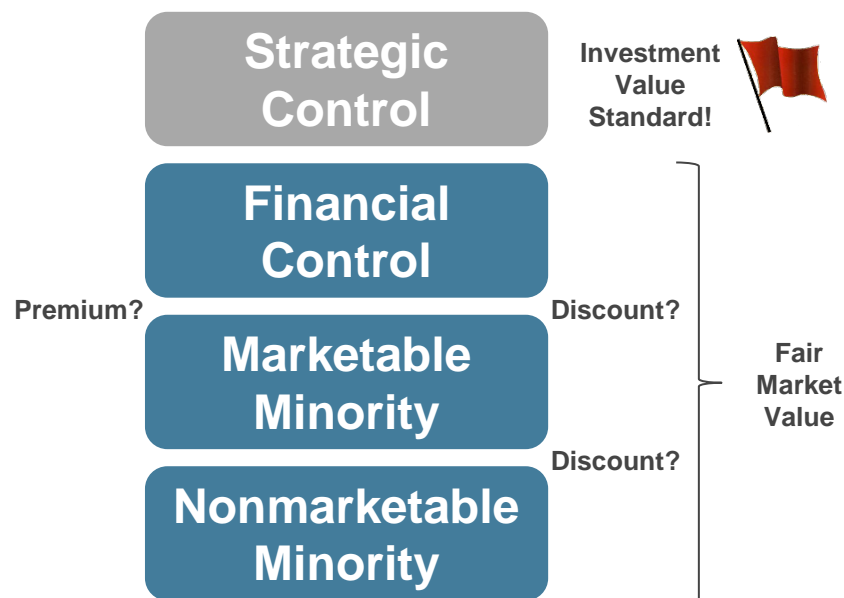 Strategic
Control
Investment
Value
Standard!
Financial
Control
Premium?
Discount?
Marketable
Minority
Fair
Market
Value
Discount?
Nonmarketable
Minority